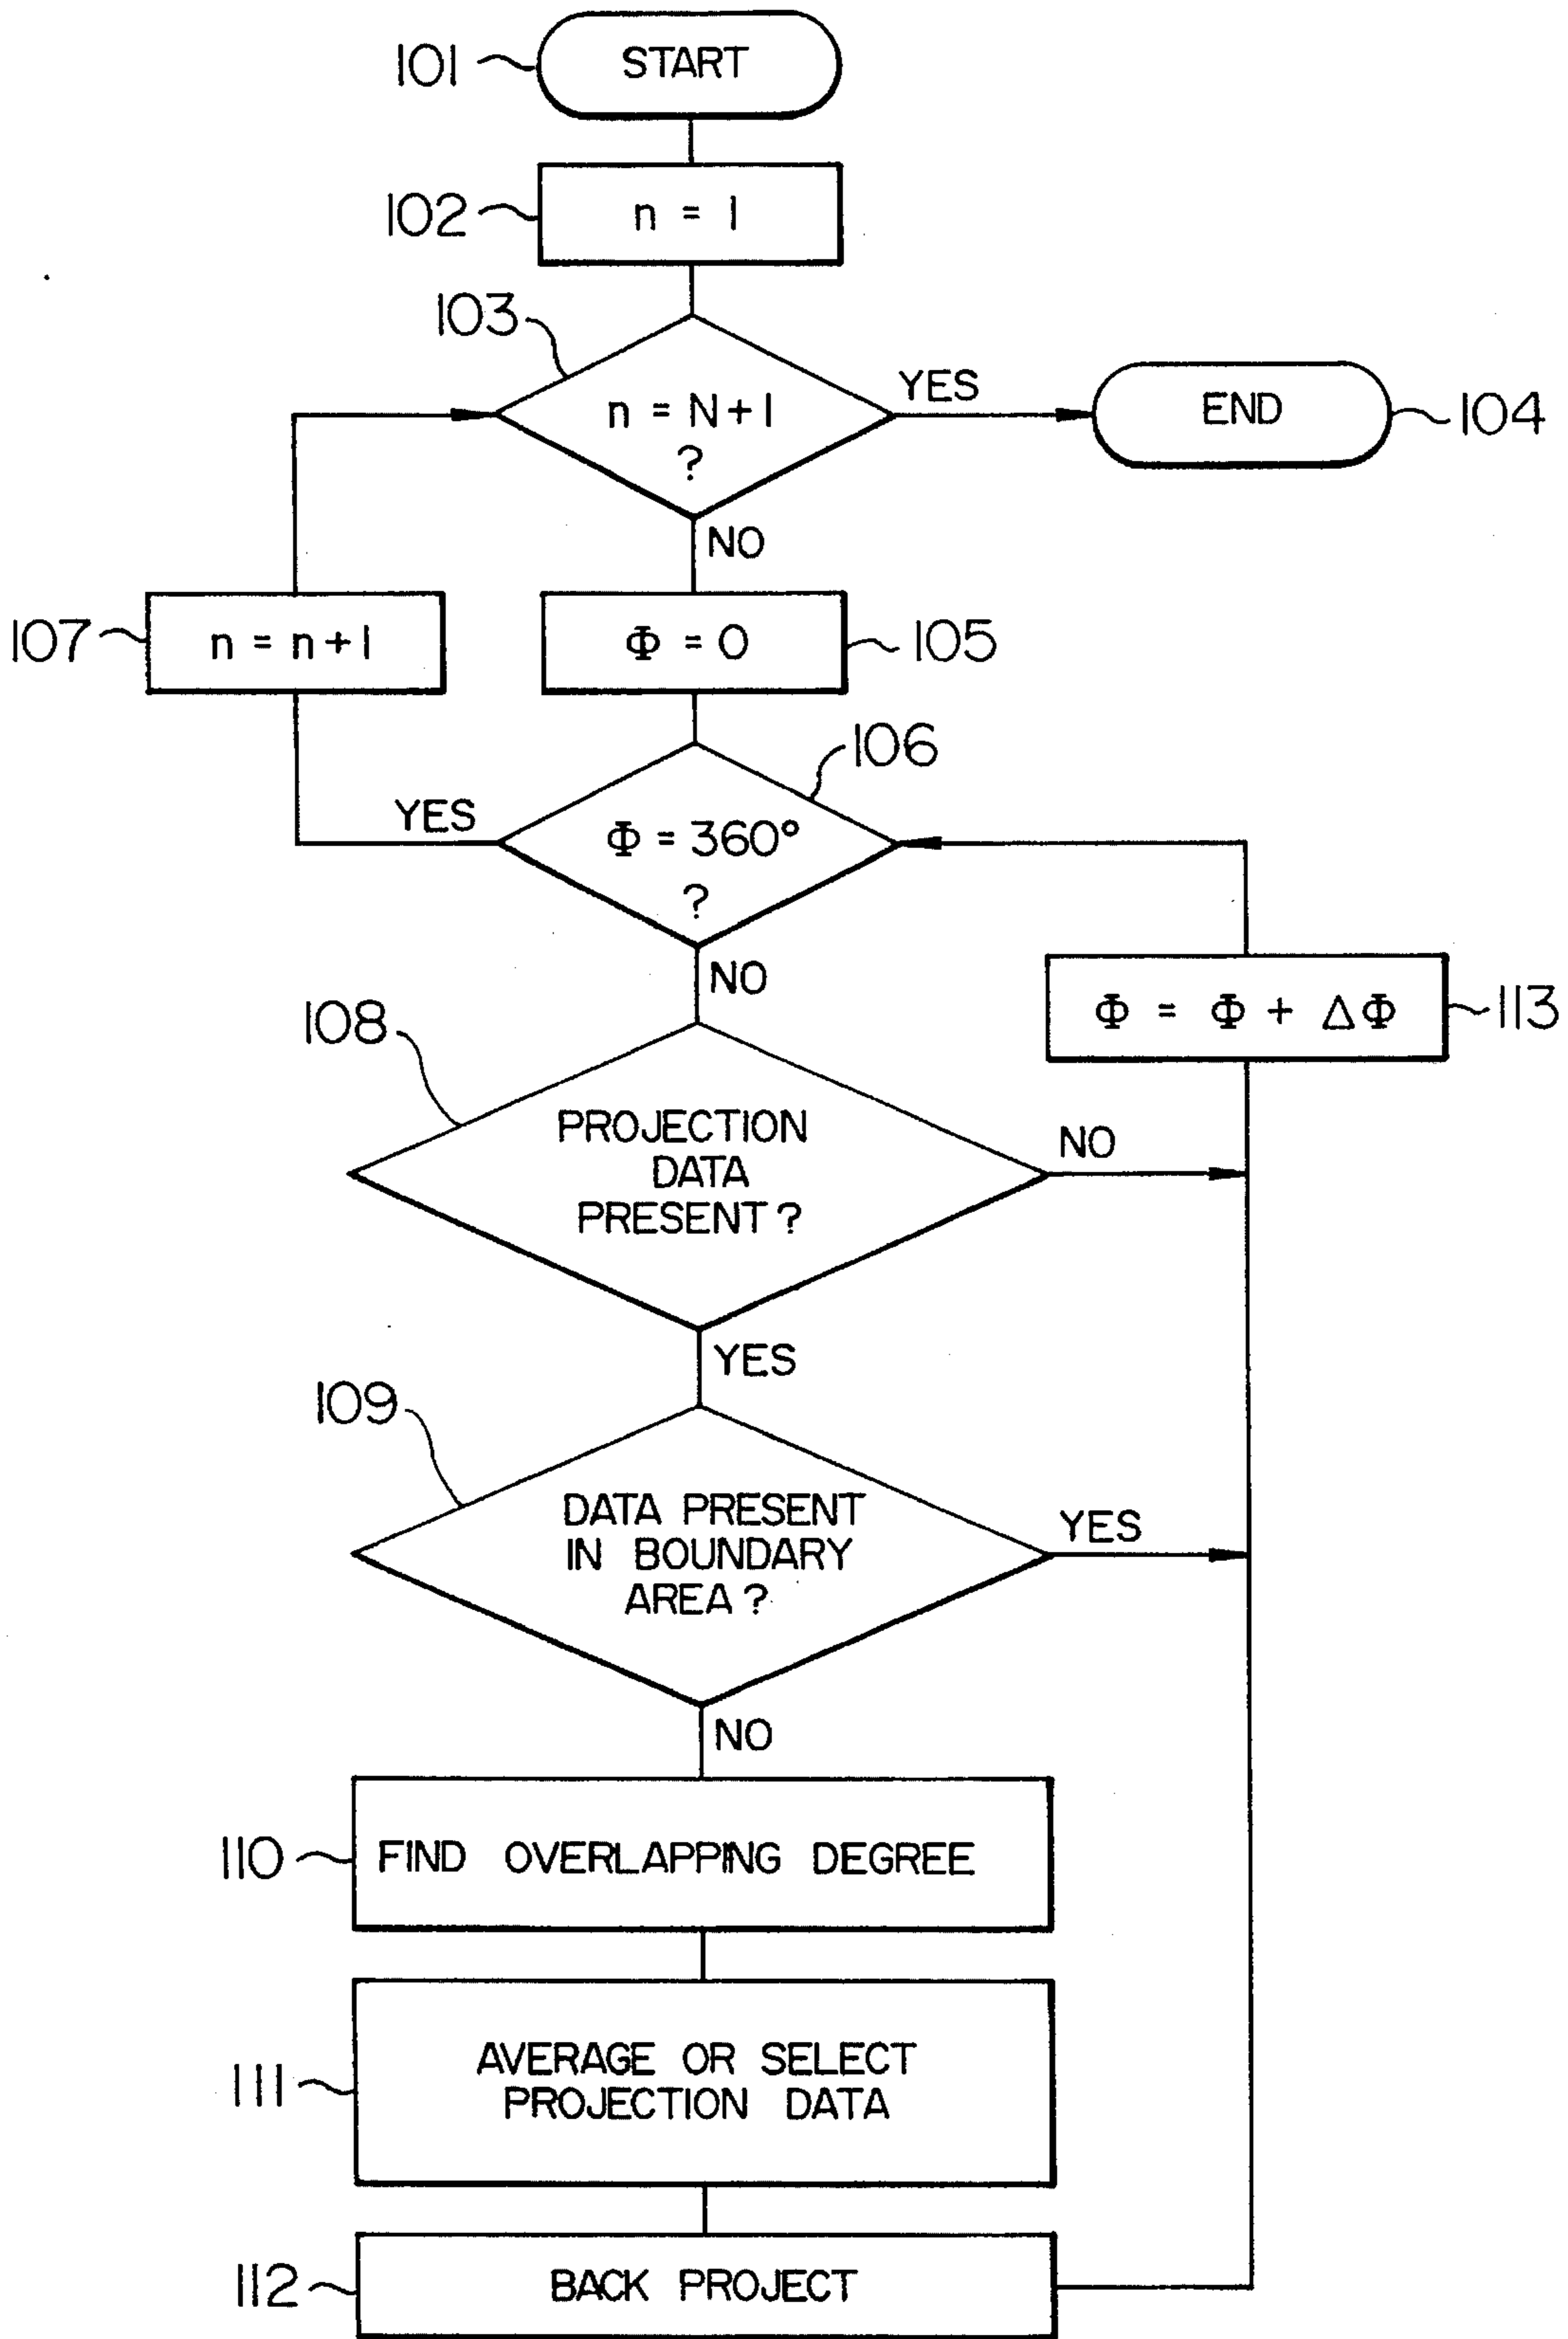 101
START
102
n = 1
103
n = N+1
?
YES
END
104
NO
107
n = n+1
Φ = 0
105
106
YES
Φ = 360°
?
NO
Φ = Φ + ΔΦ
113
108
PROJECTION
DATA
PRESENT?
NO
YES
109
DATA PRESENT
IN BOUNDARY
AREA?
YES
NO
110
FIND OVERLAPPING DEGREE
111
AVERAGE OR SELECT
PROJECTION DATA
112
BACK PROJECT